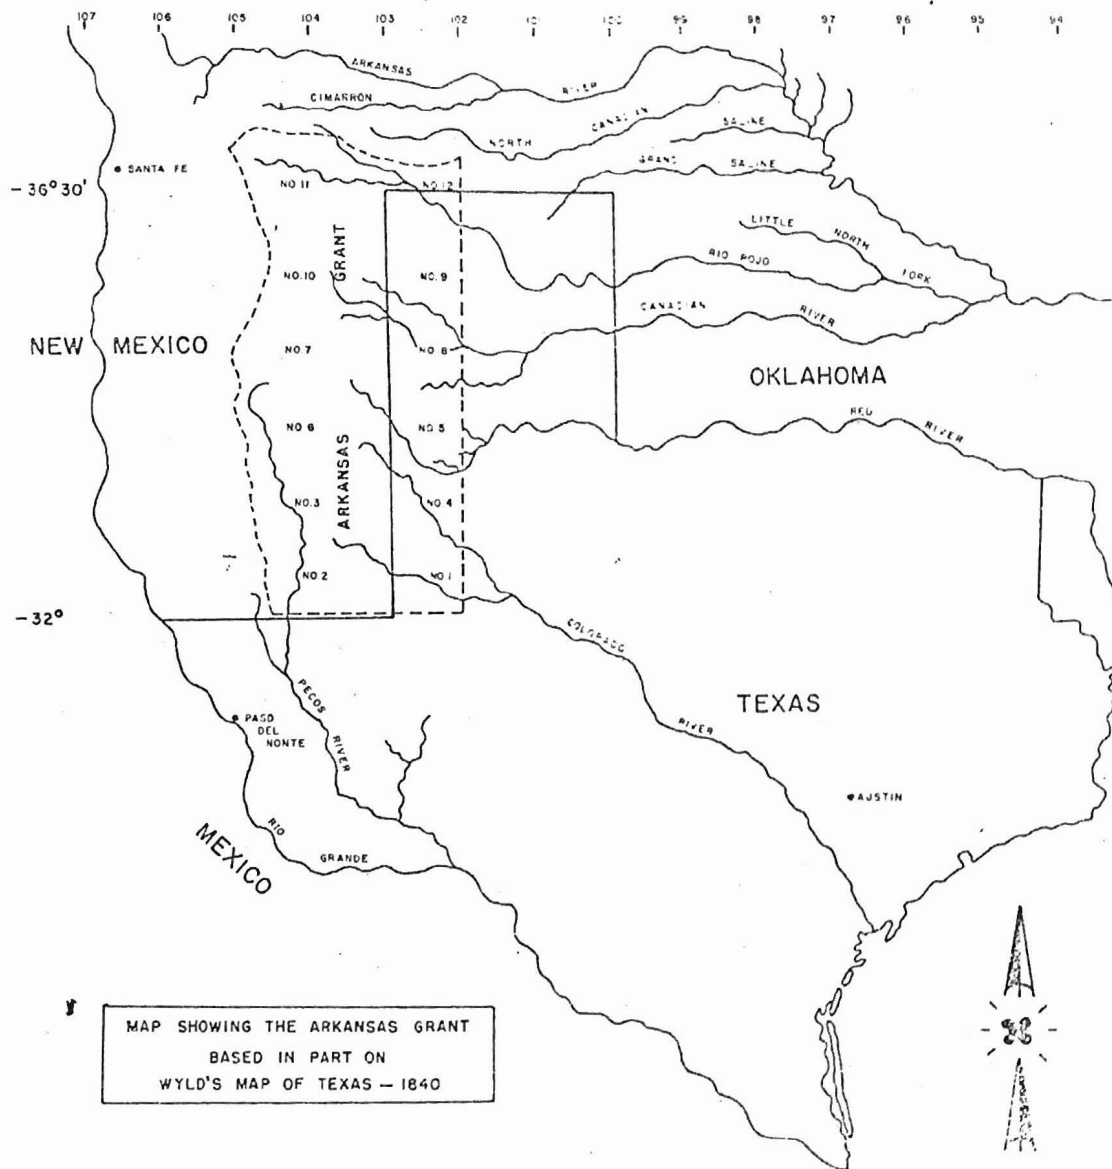 107 106 105 104 103 102 101 100 99 98 97 96 95 94
ARKANSAS RIVER
CIMARRON
NORTH CANADIAN
SALINE
GRAND SALINE
SANTA FE
-36°30'
NO. 11
NO. 12
LITTLE NORTH FORK
RIO ROJO
GRANT
NO. 10
NO. 9
CANADIAN RIVER
NEW MEXICO
NO. 7
NO. 8
OKLAHOMA
RED RIVER
NO. 6
NO. 5
ARKANSAS
NO. 3
NO. 4
NO. 2
NO. 1
-32°
COLORADO RIVER
PECOS RIVER
TEXAS
PASO
DEL
NONTE
AUSTIN
RIO GRANDE
MEXICO
MAP SHOWING THE ARKANSAS GRANT
BASED IN PART ON
WYLD'S MAP OF TEXAS — 1840